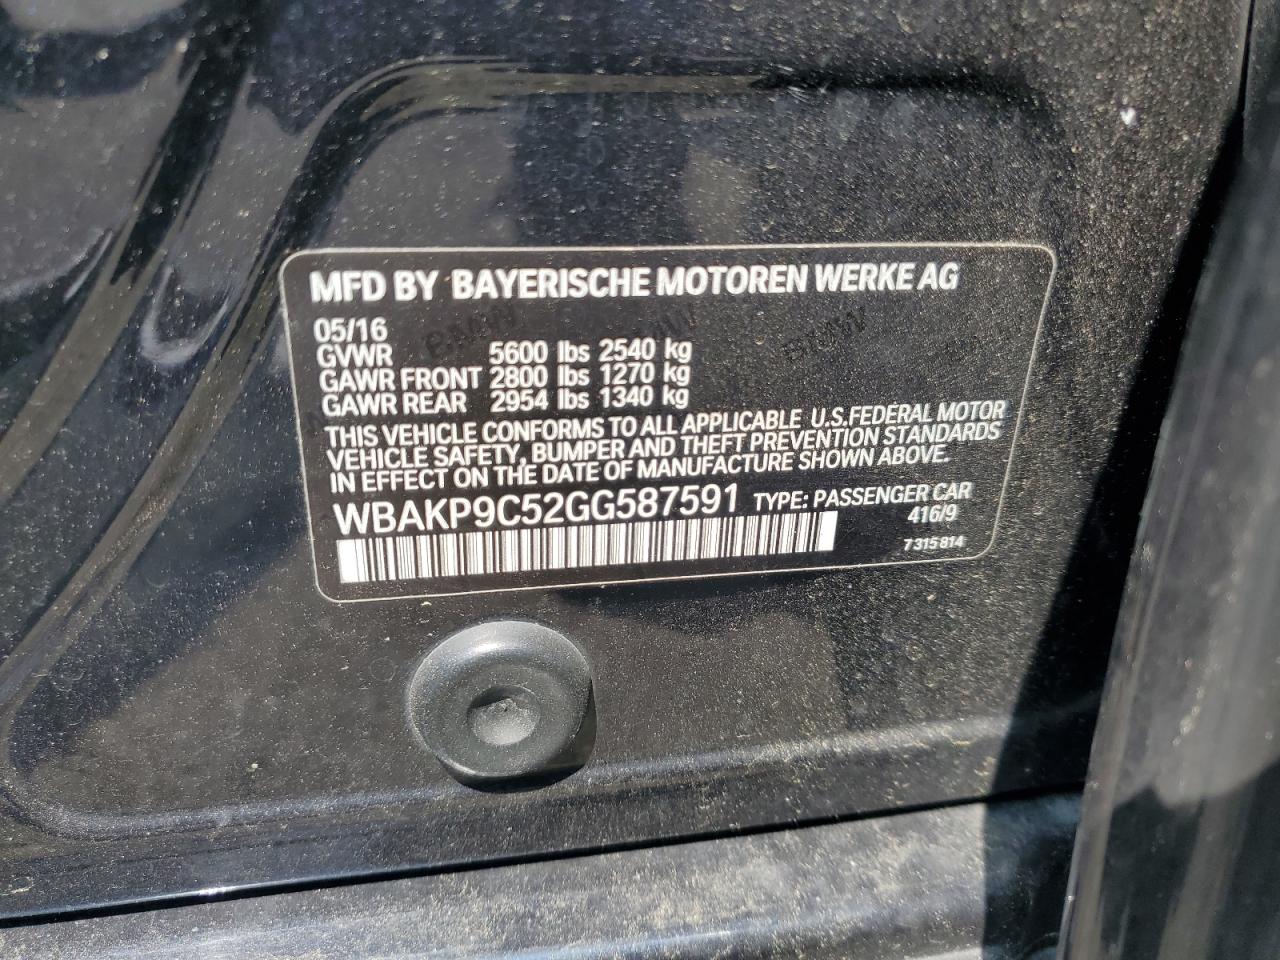 MFD BY BAYERISCHE MOTOREN WERKE AG
05/16
GVWR 5600 lbs 2540 kg
GAWR FRONT 2800 lbs 1270 kg
GAWR REAR 2954 lbs 1340 kg
THIS VEHICLE CONFORMS TO ALL APPLICABLE U.S.FEDERAL MOTOR
VEHICLE SAFETY, BUMPER AND THEFT PREVENTION STANDARDS
IN EFFECT ON THE DATE OF MANUFACTURE SHOWN ABOVE.
WBAKP9C52GG587591 TYPE: PASSENGER CAR
416/9
7315814
BMW
BMW